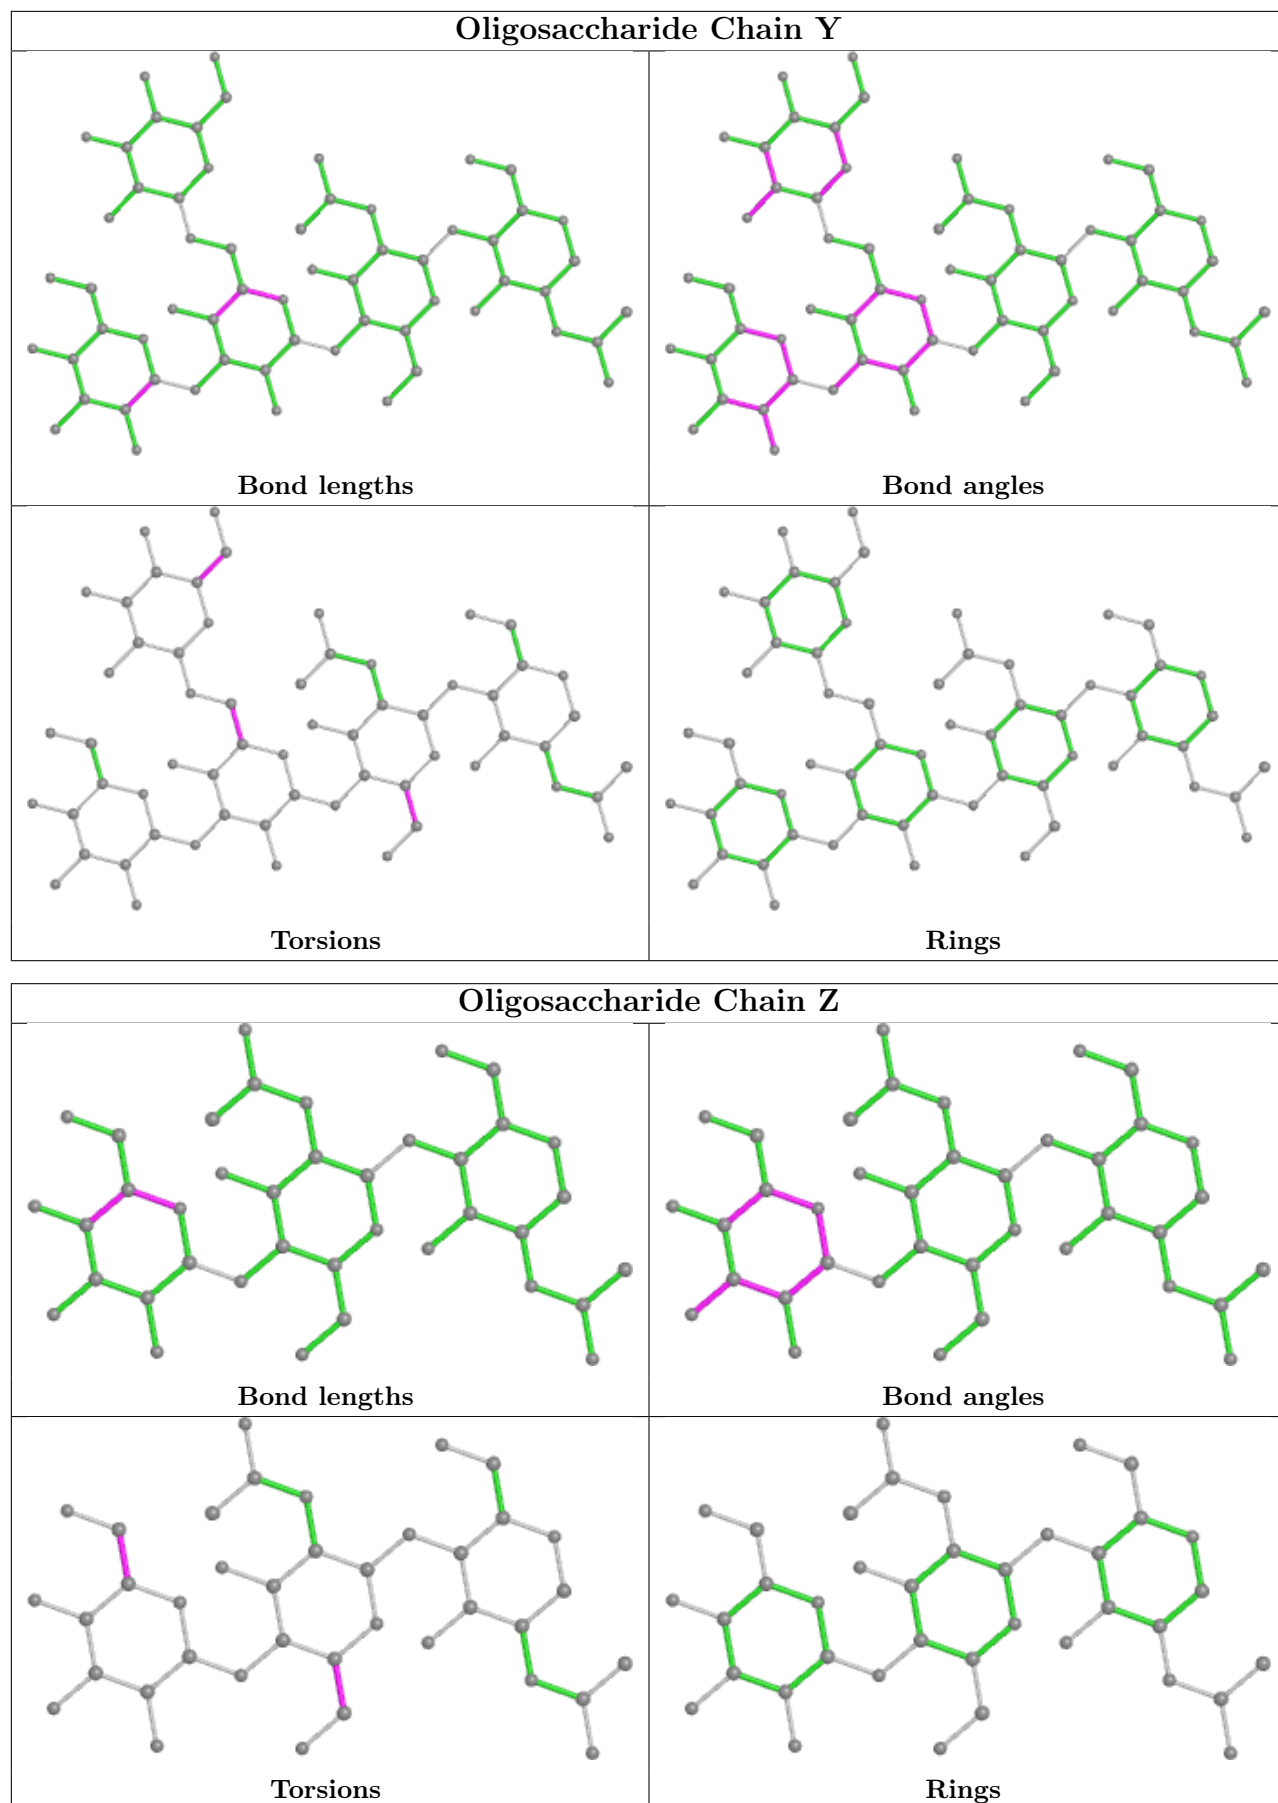 Oligosaccharide Chain Y
Bond lengths
Bond angles
Torsions
Rings
Oligosaccharide Chain Z
Bond lengths
Bond angles
Torsions
Rings